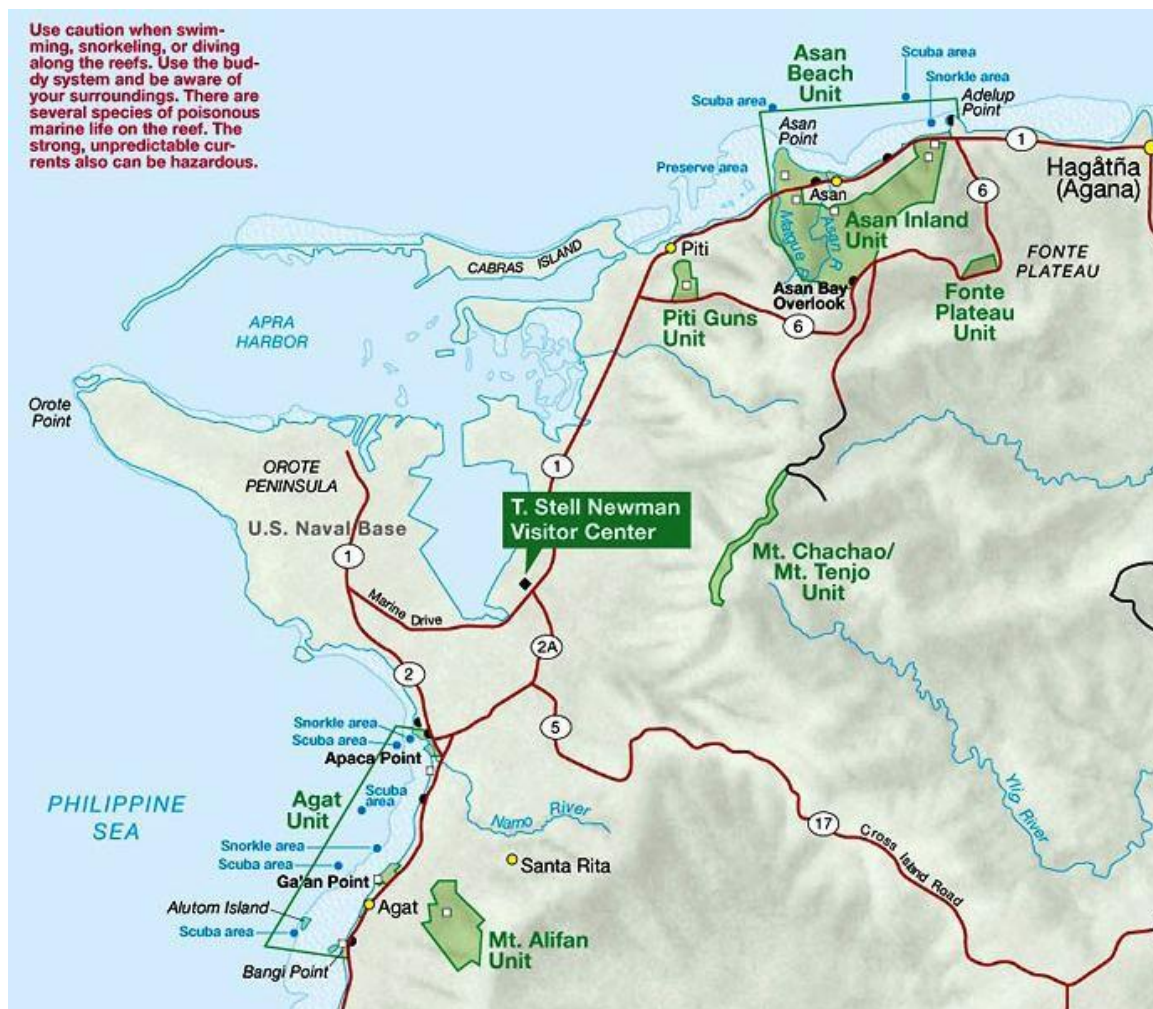 Use caution when swim-
ming, snorkeling, or diving
along the reefs. Use the bud-
dy system and be aware of
your surroundings. There are
several species of poisonous
marine life on the reef. The
strong, unpredictable cur-
rents also can be hazardous.
Asan
Beach
Unit
Scuba area
Snorkle area
Scuba area
Adelup
Point
Asan
Point
1
Preserve area
Hagåtña
(Agana)
Asan
6
Asan Inland
Unit
Matgue R
Asan R
Piti
CABRAS ISLAND
FONTE
PLATEAU
Asan Bay
Overlook
Fonte
Plateau
Unit
Piti Guns
Unit
6
APRA
HARBOR
Orote
Point
OROTE
PENINSULA
1
U.S. Naval Base
T. Stell Newman
Visitor Center
1
Mt. Chachao/
Mt. Tenjo
Unit
Marine Drive
2A
2
5
Snorkle area
Scuba area
Apaca Point
Ylig River
PHILIPPINE
SEA
Agat
Unit
Scuba
area
Namo River
17
Cross Island Road
Snorkle area
Scuba area
Santa Rita
Ga'an Point
Agat
Alutom Island
Scuba area
Mt. Alifan
Unit
Bangi Point